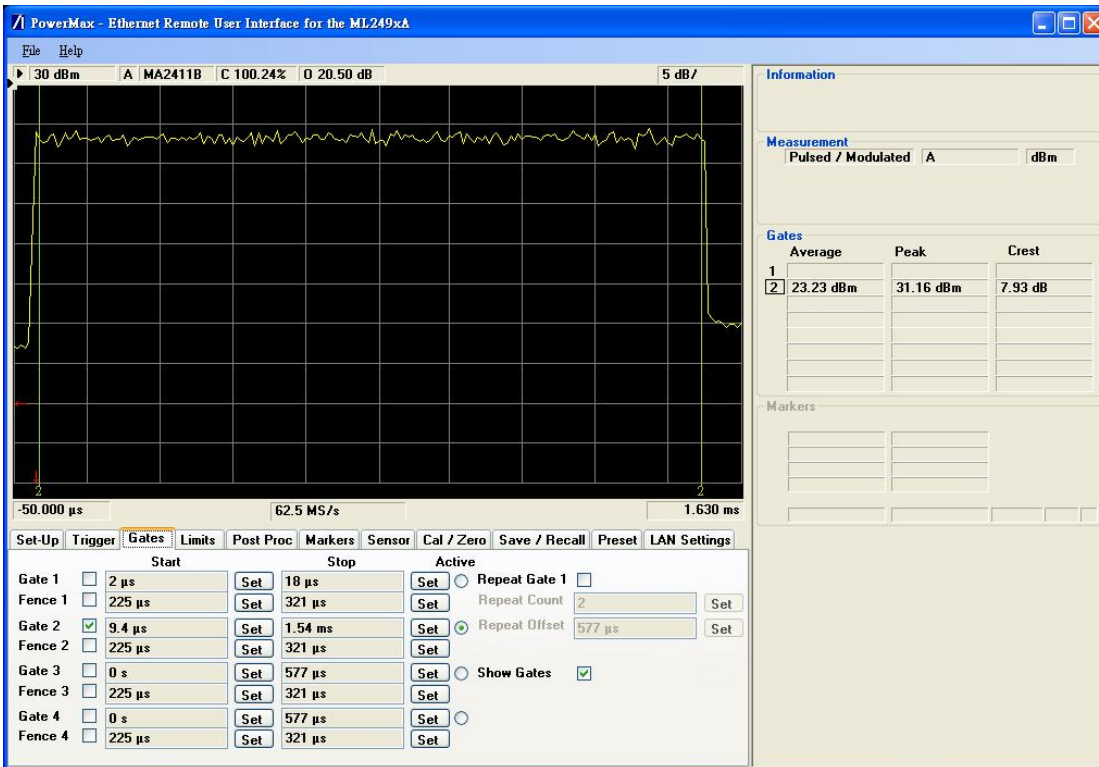 PowerMax - Ethernet Remote User Interface for the ML249xA
File Help
30 dBm A MA2411B C 100.24% O 20.50 dB 5 dB/
2 2
-50.000 µs 62.5 MS/s 1.630 ms
Set-Up Trigger Gates Limits Post Proc Markers Sensor Cal / Zero Save / Recall Preset LAN Settings
Start Stop Active
Gate 1 2 µs Set 18 µs Set Repeat Gate 1
Fence 1 225 µs Set 321 µs Set Repeat Count 2 Set
Gate 2 9.4 µs Set 1.54 ms Set Repeat Offset 577 µs Set
Fence 2 225 µs Set 321 µs Set
Gate 3 0 s Set 577 µs Set Show Gates
Fence 3 225 µs Set 321 µs Set
Gate 4 0 s Set 577 µs Set
Fence 4 225 µs Set 321 µs Set
Information
Measurement
Pulsed / Modulated A dBm
Gates
Average Peak Crest
1
2 23.23 dBm 31.16 dBm 7.93 dB
Markers